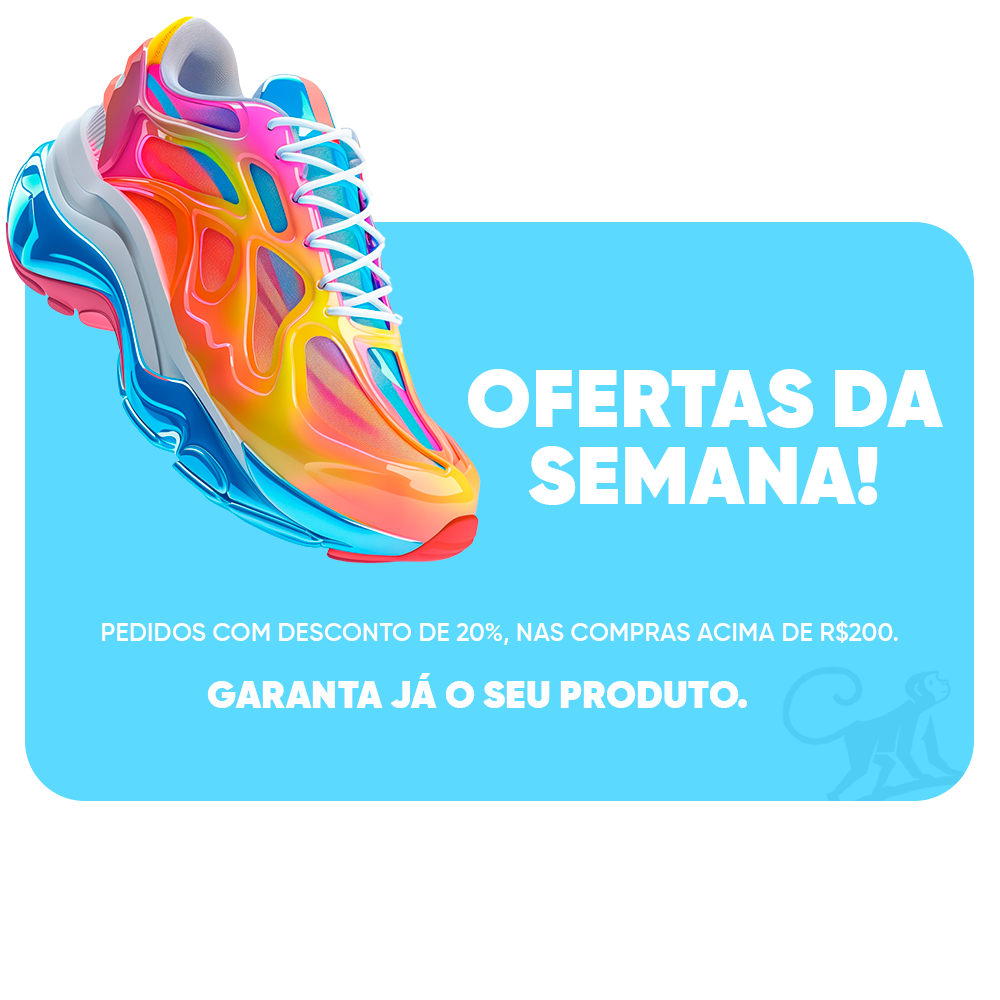 OFERTAS DA
SEMANA!
PEDIDOS COM DESCONTO DE 20%, NAS COMPRAS ACIMA DE R$200.
GARANTA JÁ O SEU PRODUTO.